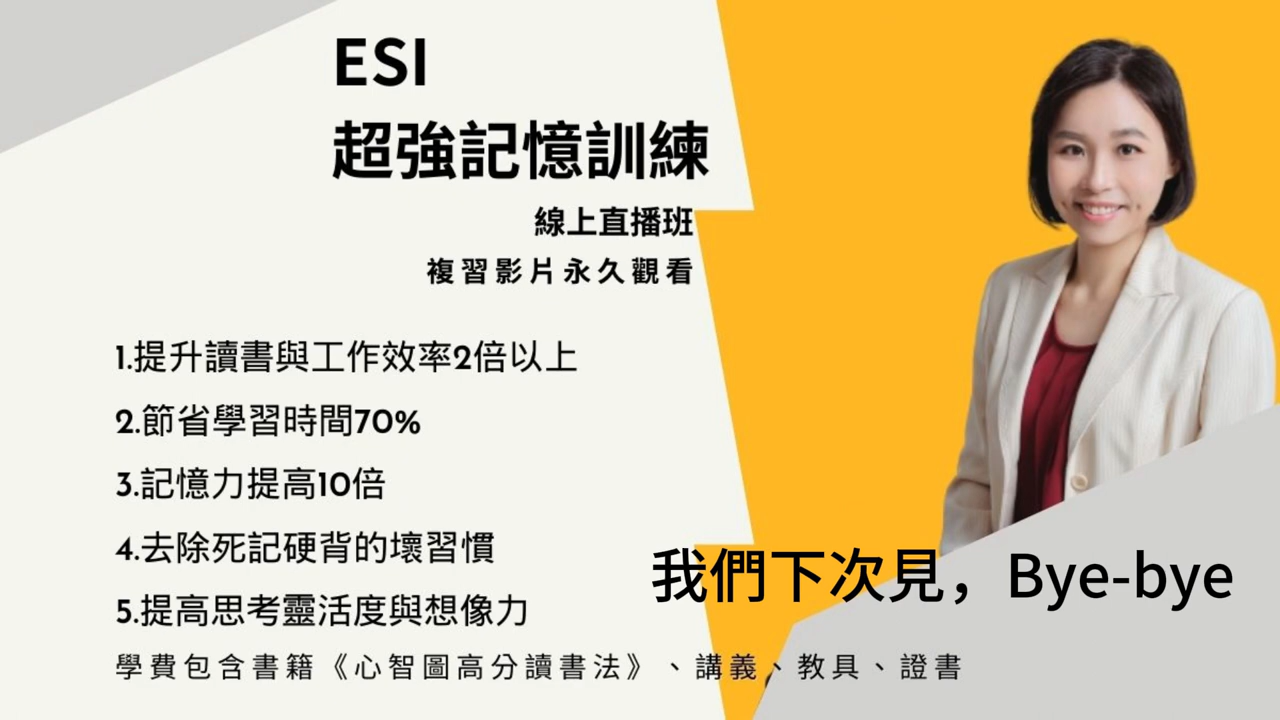 ESI
超強記憶訓練
線上直播班
複習影片永久觀看
1.提升讀書與工作效率2倍以上
2.節省學習時間70%
3.記憶力提高10倍
4.去除死記硬背的壞習慣
5.提高思考靈活度與想像力
我們下次見，Bye-bye
學費包含書籍《心智圖高分讀書法》、講義、教具、證書